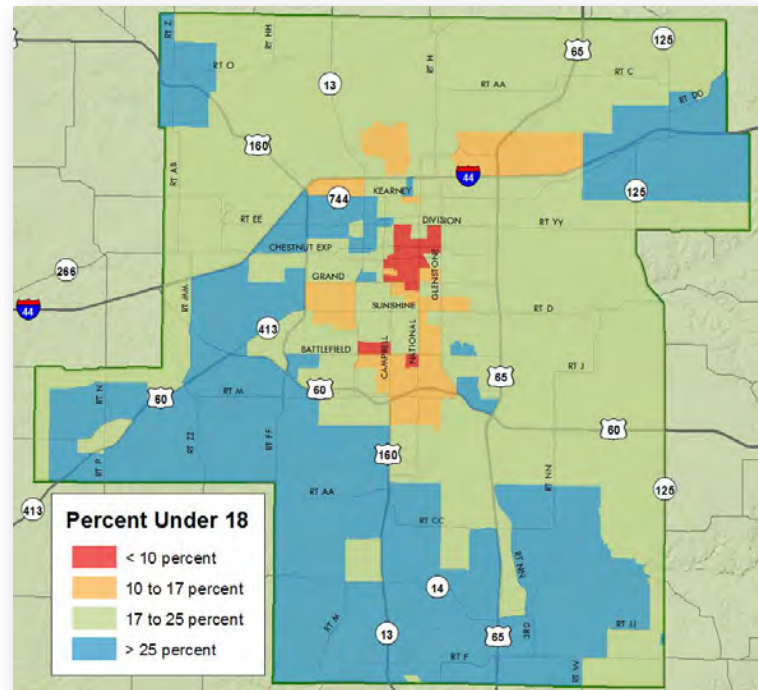 RT Z
RT HH
RT H
65
125
RT O
13
RT AA
RT C
RT DD
160
RT AB
44
744
KEARNEY
125
RT EE
DIVISION
RT YY
CHESTNUT EXP
266
GRAND
GLENSTONE
44
RT WW
SUNSHINE
RT D
413
BATTLEFIELD
CAMPBELL
NATIONAL
RT N
60
RT M
60
65
RT J
RT P
RT ZZ
RT FF
60
160
RT NN
413
RT AA
RT CC
125
Percent Under 18
< 10 percent
10 to 17 percent
17 to 25 percent
> 25 percent
RT NN
14
RT M
13
65
3RD
RT JJ
RT F
RT W